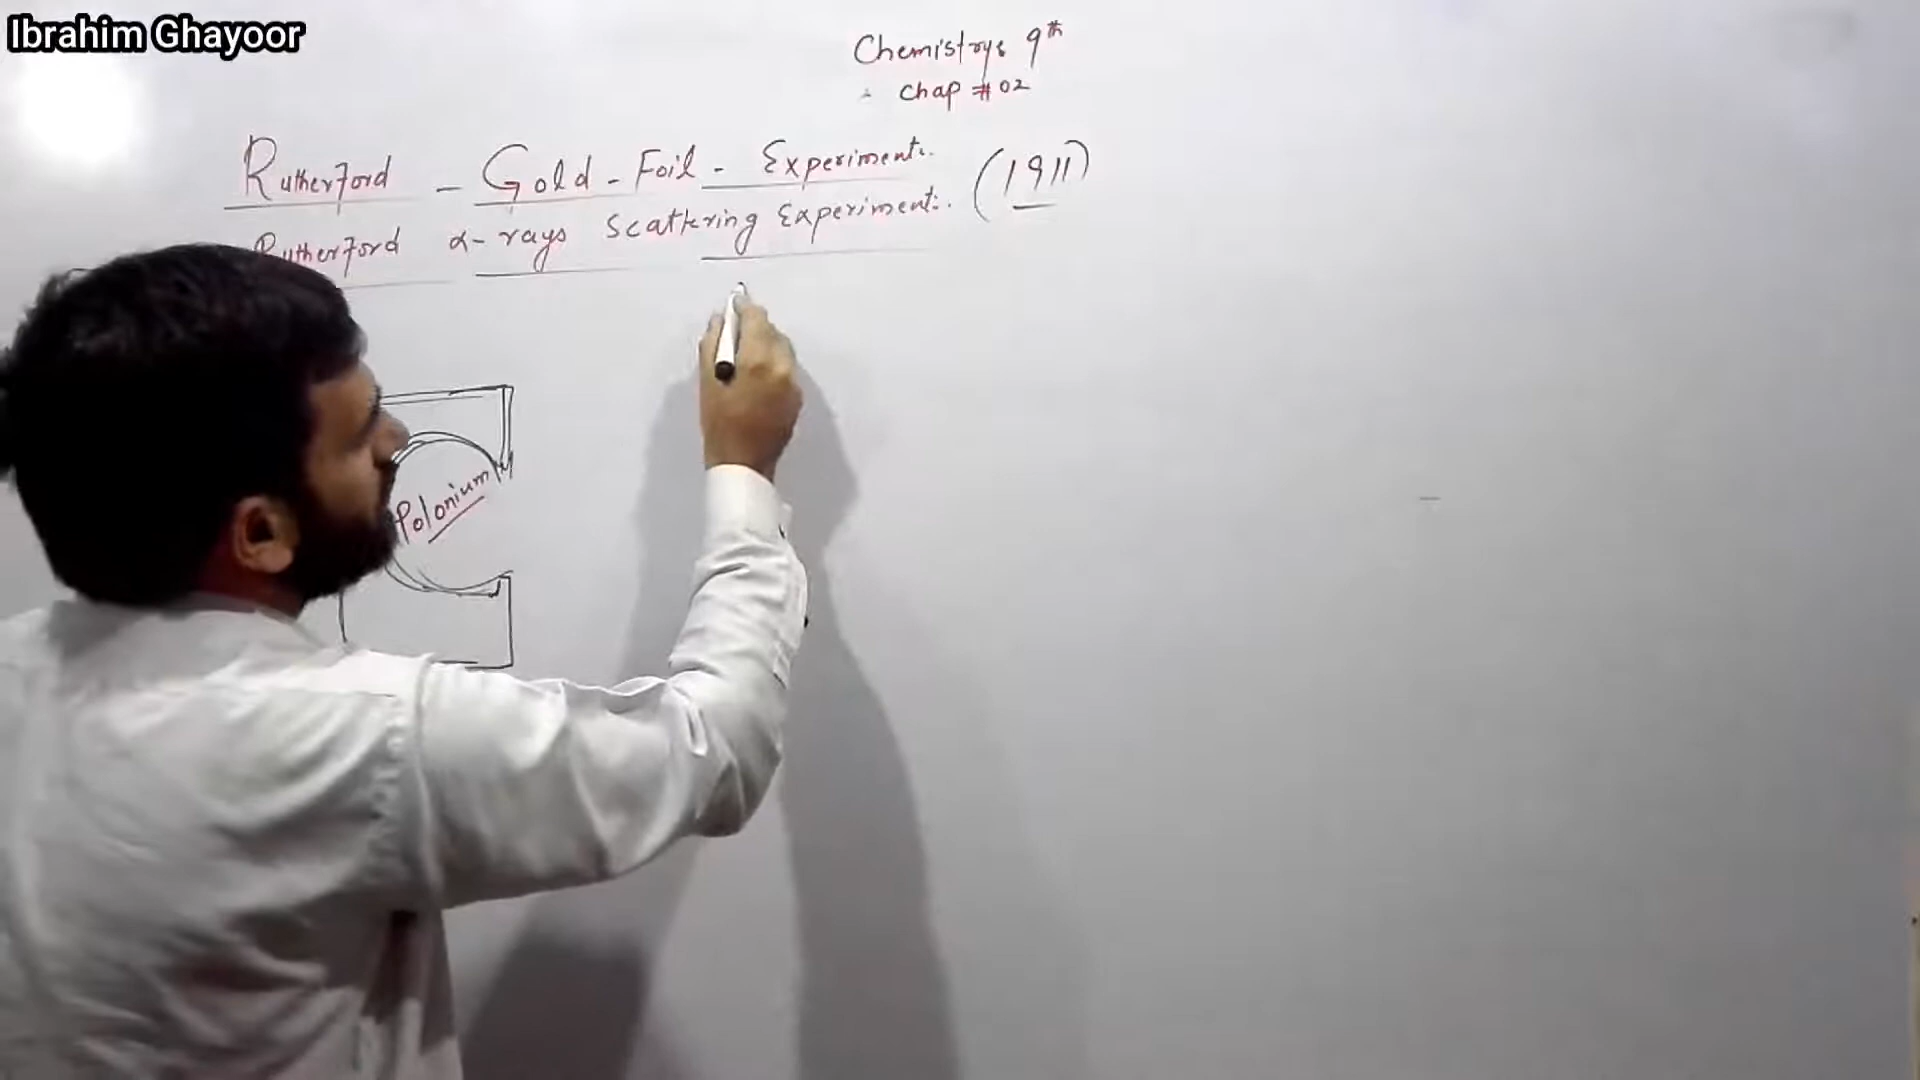 Ibrahim Ghayoor
Chemistry: 9th
Chap # 02
Rutherford - Gold - Foil - Experiment:. (1911)
Rutherford α-rays Scattering Experiment:.
Polonium